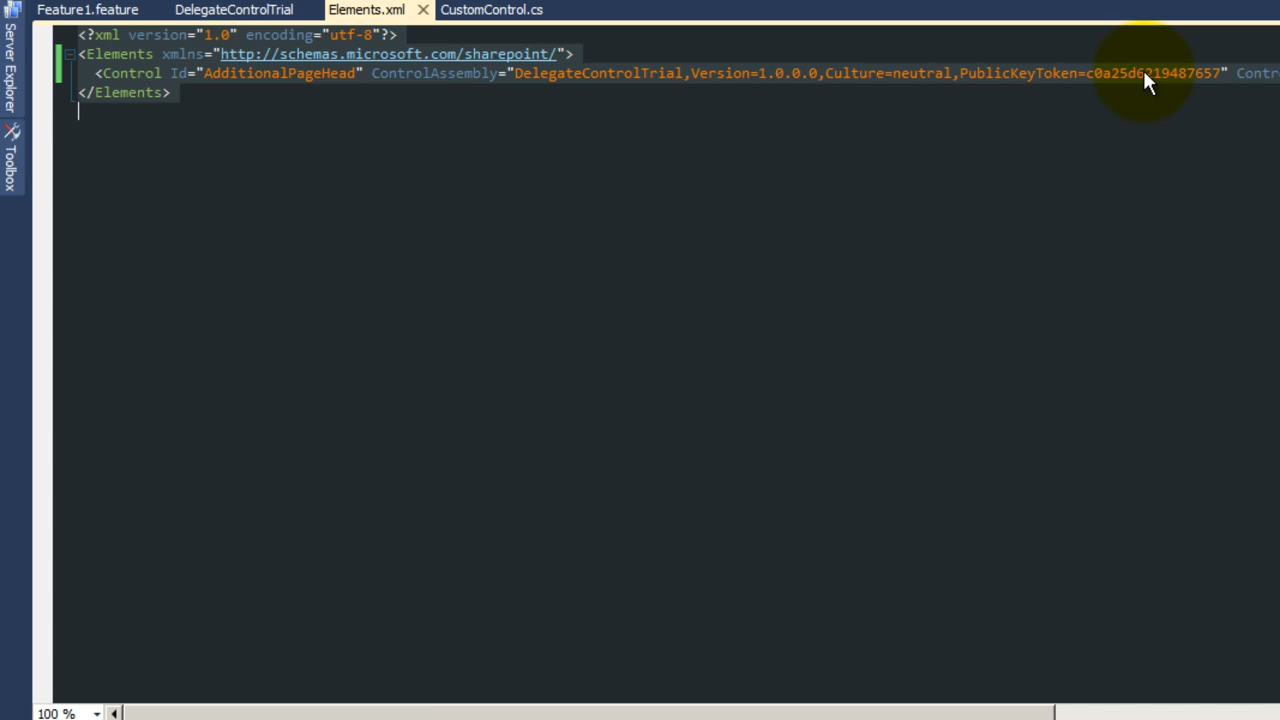 Feature1.feature DelegateControlTrial Elements.xml CustomControl.cs
Server Explorer
Toolbox
<?xml version="1.0" encoding="utf-8"?>
<Elements xmlns="http://schemas.microsoft.com/sharepoint/">
<Control Id="AdditionalPageHead" ControlAssembly="DelegateControlTrial,Version=1.0.0.0,Culture=neutral,PublicKeyToken=c0a25d6219487657" Contr
</Elements>
100 %